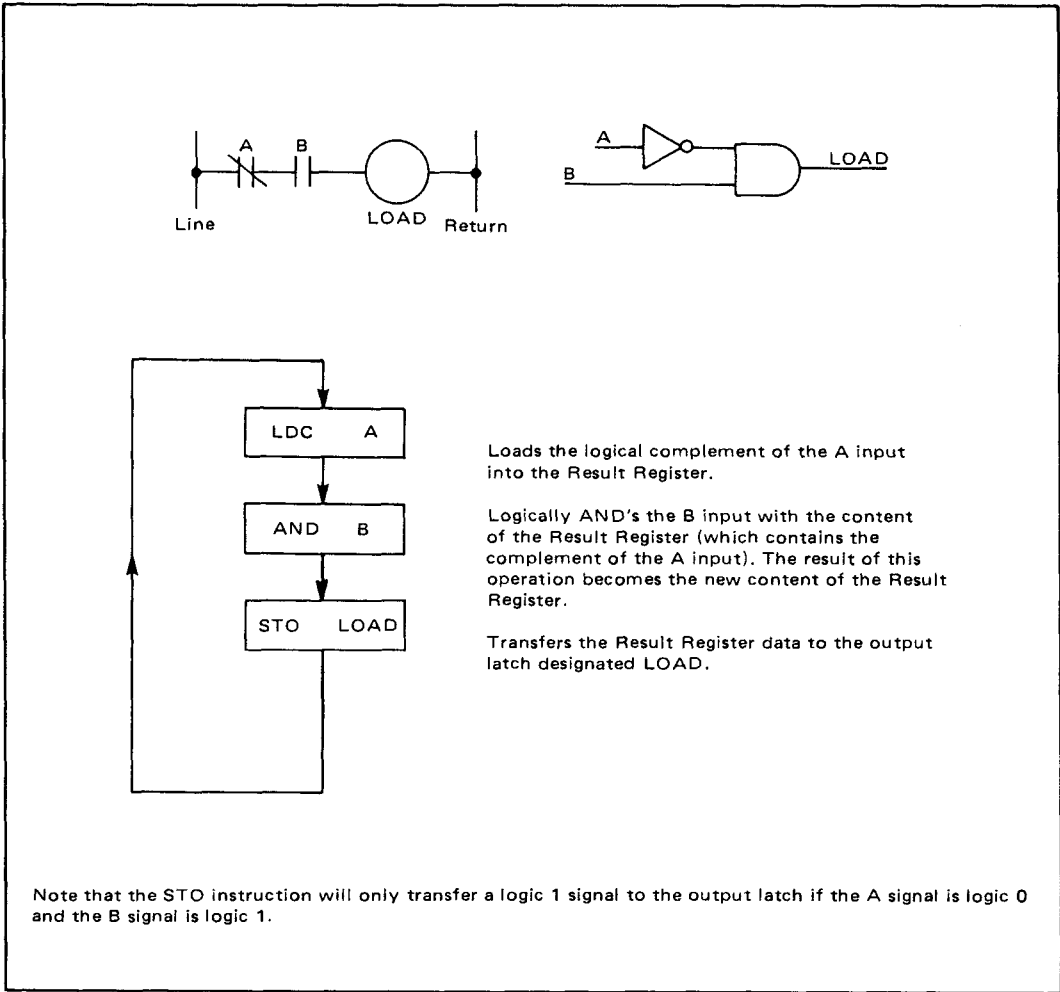 A B
LOAD
Line
Return
A
B
LOAD
LDC A
AND B
STO LOAD
Loads the logical complement of the A input
into the Result Register.
Logically AND's the B input with the content
of the Result Register (which contains the
complement of the A input). The result of this
operation becomes the new content of the Result
Register.
Transfers the Result Register data to the output
latch designated LOAD.
Note that the STO instruction will only transfer a logic 1 signal to the output latch if the A signal is logic 0
and the B signal is logic 1.